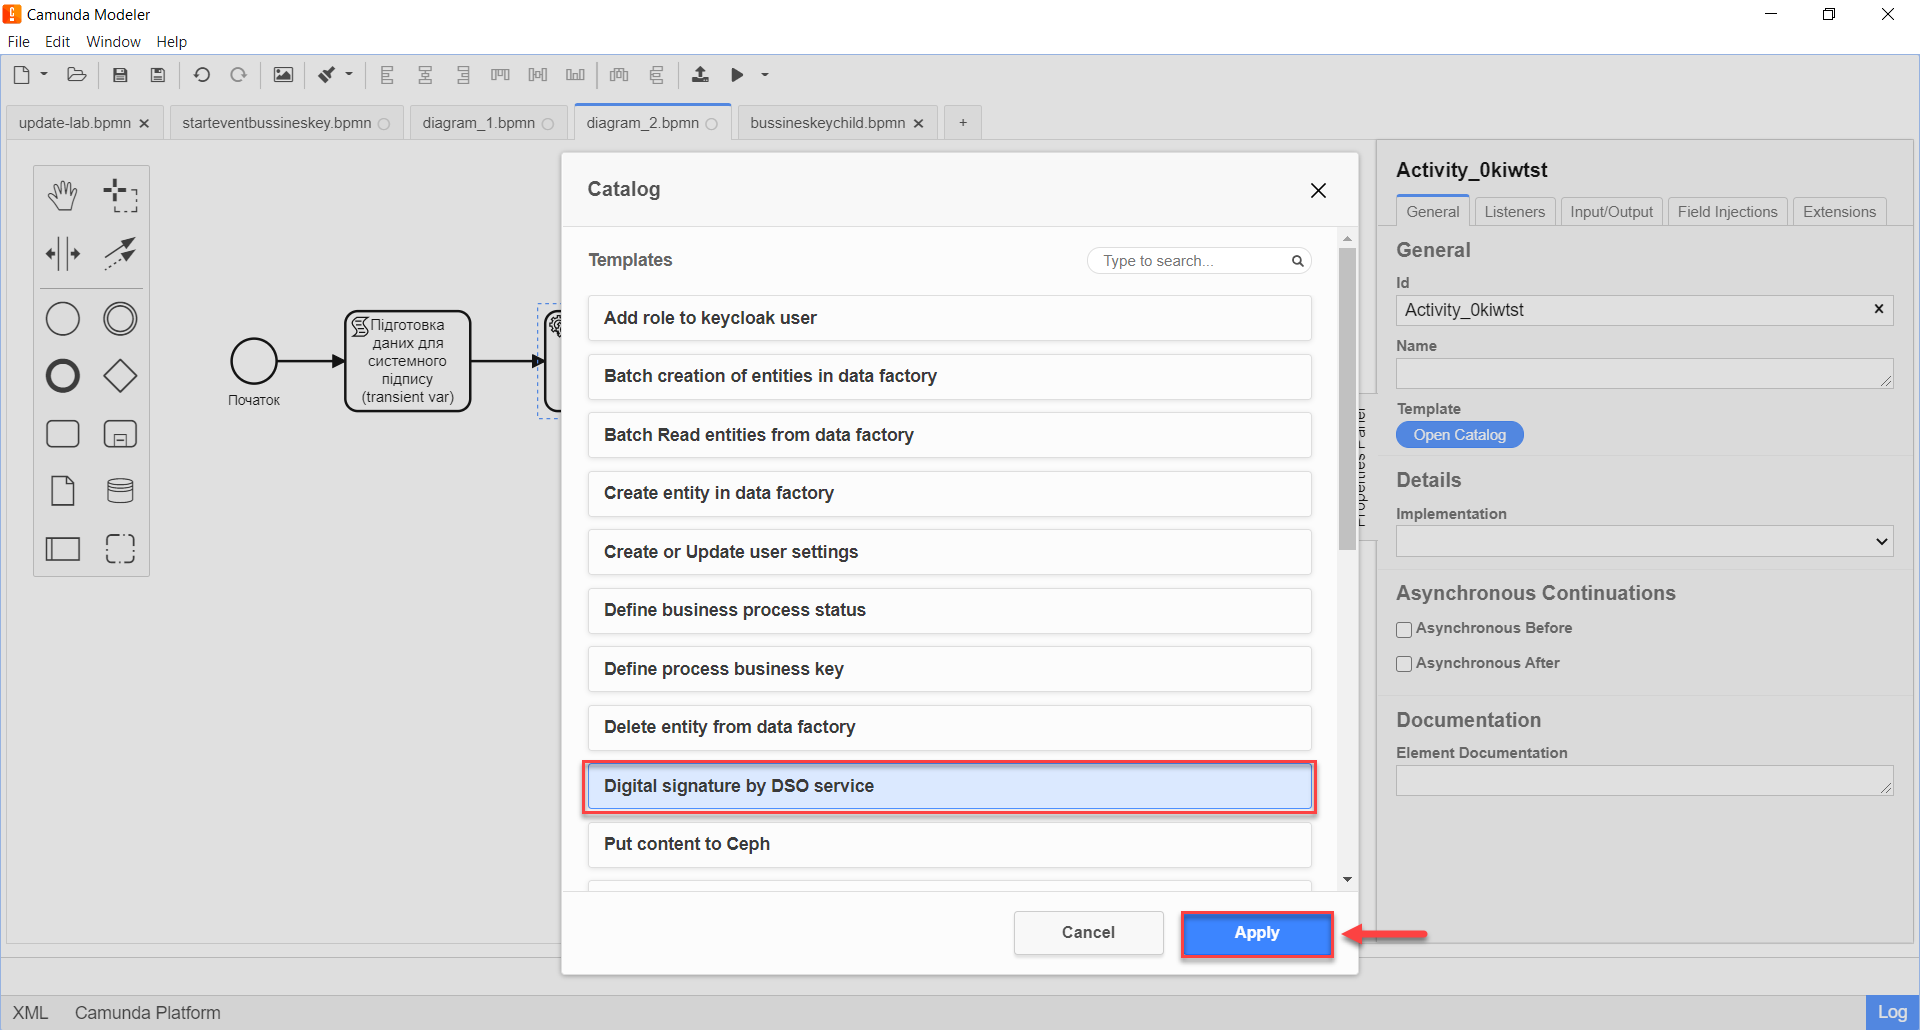 Camunda Modeler
File Edit Window Help
update-lab.bpmn
starteventbussineskey.bpmn
diagram_1.bpmn
diagram_2.bpmn
bussineskeychild.bpmn
+
Початок
Підготовка
даних для
системного
підпису
(transient var)
Catalog
Templates
Type to search...
Add role to keycloak user
Batch creation of entities in data factory
Batch Read entities from data factory
Create entity in data factory
Create or Update user settings
Define business process status
Define process business key
Delete entity from data factory
Digital signature by DSO service
Put content to Ceph
Cancel
Apply
Properties Panel
Activity_0kiwtst
General
Listeners
Input/Output
Field Injections
Extensions
General
Id
Activity_0kiwtst
Name
Template
Open Catalog
Details
Implementation
Asynchronous Continuations
Asynchronous Before
Asynchronous After
Documentation
Element Documentation
XML
Camunda Platform
Log